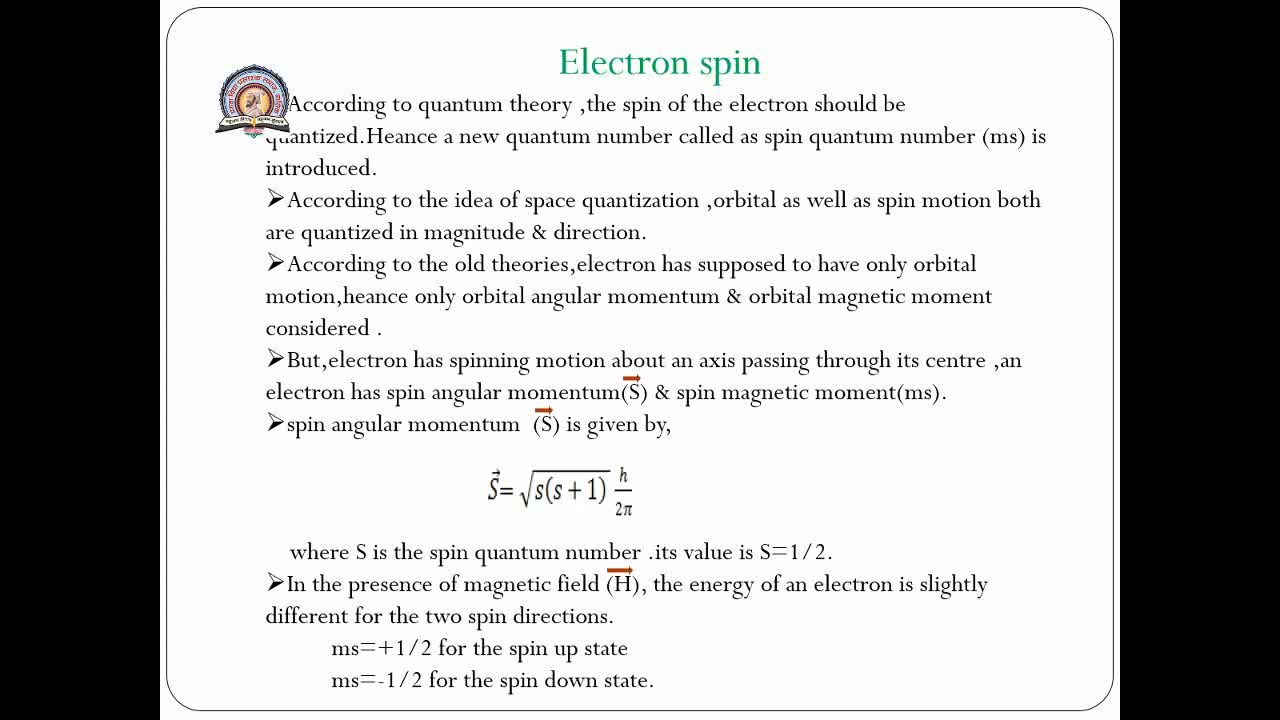 Electron spin
According to quantum theory ,the spin of the electron should be
quantized.Heance a new quantum number called as spin quantum number (ms) is
introduced.
➢According to the idea of space quantization ,orbital as well as spin motion both
are quantized in magnitude & direction.
➢According to the old theories,electron has supposed to have only orbital
motion,heance only orbital angular momentum & orbital magnetic moment
considered .
➢But,electron has spinning motion about an axis passing through its centre ,an
electron has spin angular momentum(S⃗) & spin magnetic moment(ms).
➢spin angular momentum (S⃗) is given by,
S⃗= √s(s + 1) h/2π
where S is the spin quantum number .its value is S=1/2.
➢In the presence of magnetic field (H⃗), the energy of an electron is slightly
different for the two spin directions.
ms=+1/2 for the spin up state
ms=-1/2 for the spin down state.